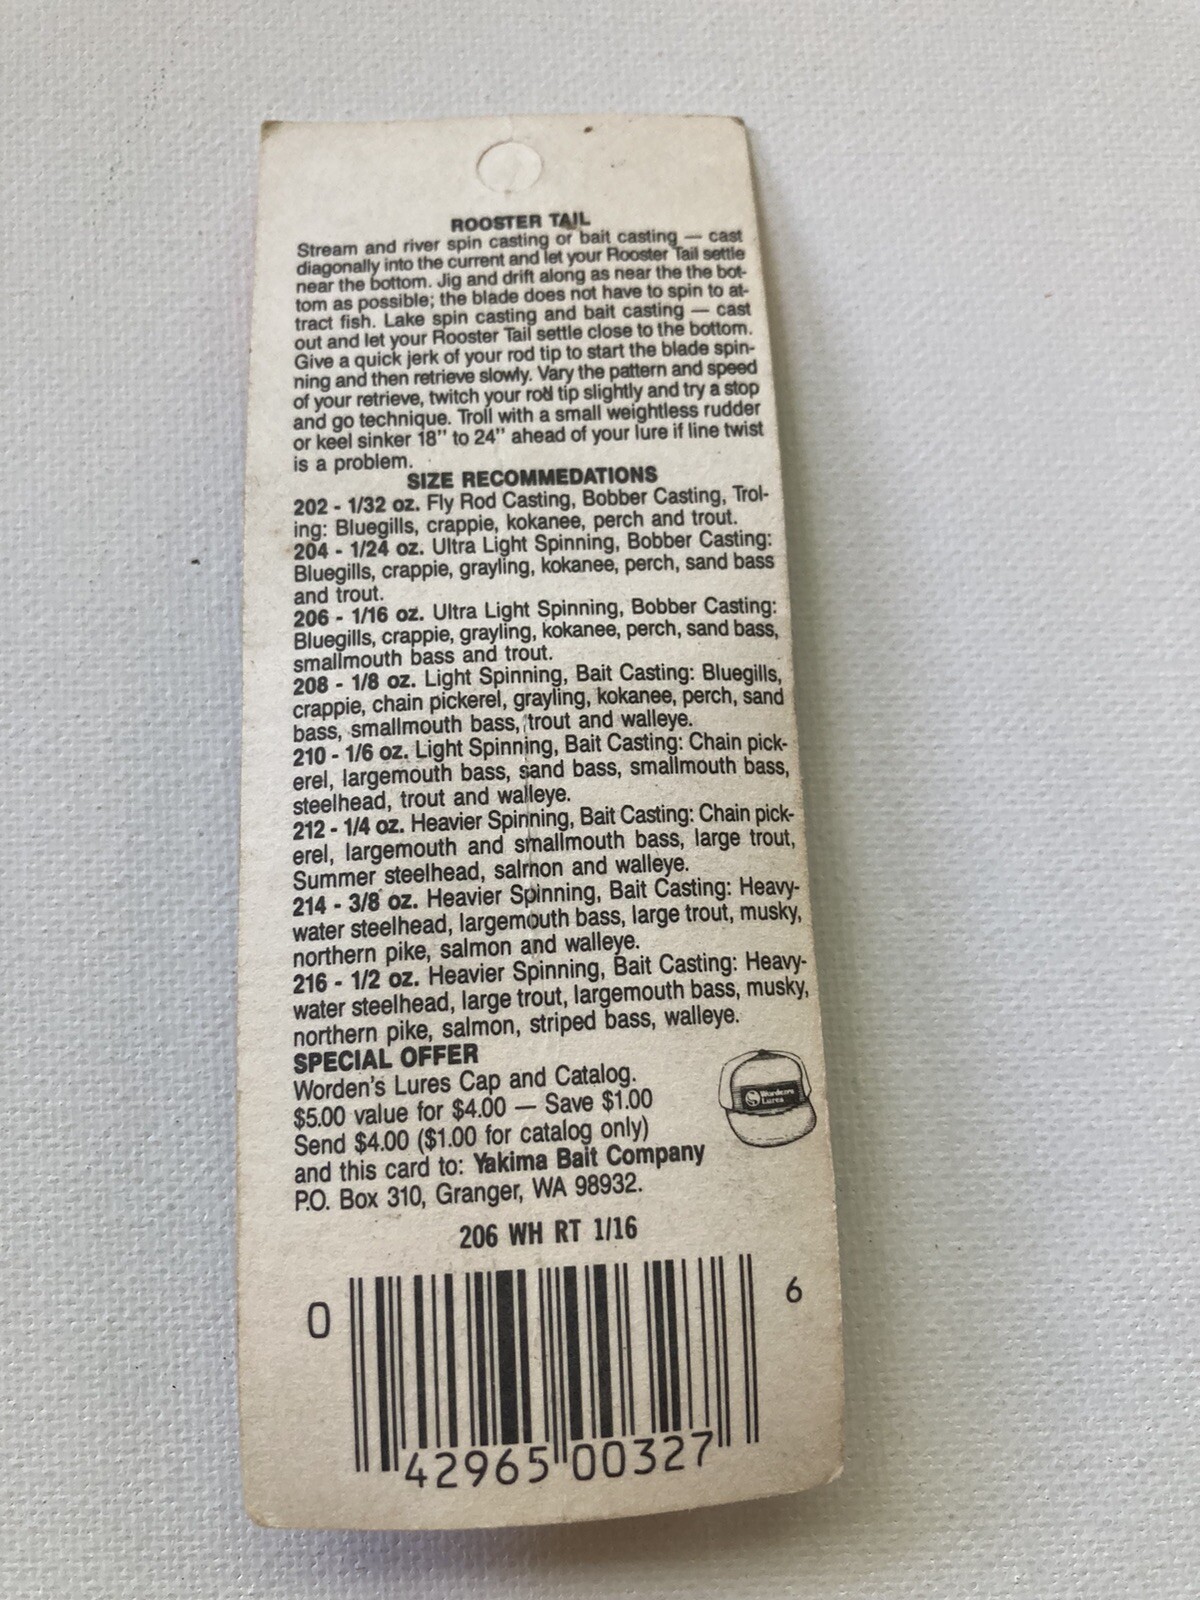 ROOSTER TAIL
Stream and river spin casting or bait casting — cast
diagonally into the current and let your Rooster Tail settle
near the bottom. Jig and drift along as near the the bot-
tom as possible; the blade does not have to spin to at-
tract fish. Lake spin casting and bait casting — cast
out and let your Rooster Tail settle close to the bottom.
Give a quick jerk of your rod tip to start the blade spin-
ning and then retrieve slowly. Vary the pattern and speed
of your retrieve, twitch your rod tip slightly and try a stop
and go technique. Troll with a small weightless rudder
or keel sinker 18" to 24" ahead of your lure if line twist
is a problem.
SIZE RECOMMEDATIONS
202 - 1/32 oz. Fly Rod Casting, Bobber Casting, Trol-
ing: Bluegills, crappie, kokanee, perch and trout.
204 - 1/24 oz. Ultra Light Spinning, Bobber Casting:
Bluegills, crappie, grayling, kokanee, perch, sand bass
and trout.
206 - 1/16 oz. Ultra Light Spinning, Bobber Casting:
Bluegills, crappie, grayling, kokanee, perch, sand bass,
smallmouth bass and trout.
208 - 1/8 oz. Light Spinning, Bait Casting: Bluegills,
crappie, chain pickerel, grayling, kokanee, perch, sand
bass, smallmouth bass, trout and walleye.
210 - 1/6 oz. Light Spinning, Bait Casting: Chain pick-
erel, largemouth bass, sand bass, smallmouth bass,
steelhead, trout and walleye.
212 - 1/4 oz. Heavier Spinning, Bait Casting: Chain pick-
erel, largemouth and smallmouth bass, large trout,
Summer steelhead, salmon and walleye.
214 - 3/8 oz. Heavier Spinning, Bait Casting: Heavy-
water steelhead, largemouth bass, large trout, musky,
northern pike, salmon and walleye.
216 - 1/2 oz. Heavier Spinning, Bait Casting: Heavy-
water steelhead, large trout, largemouth bass, musky,
northern pike, salmon, striped bass, walleye.
SPECIAL OFFER
Worden's Lures Cap and Catalog.
$5.00 value for $4.00 — Save $1.00
Send $4.00 ($1.00 for catalog only)
and this card to: Yakima Bait Company
P.O. Box 310, Granger, WA 98932.
Wordens
Lures
206 WH RT 1/16
0 42965 00327 6